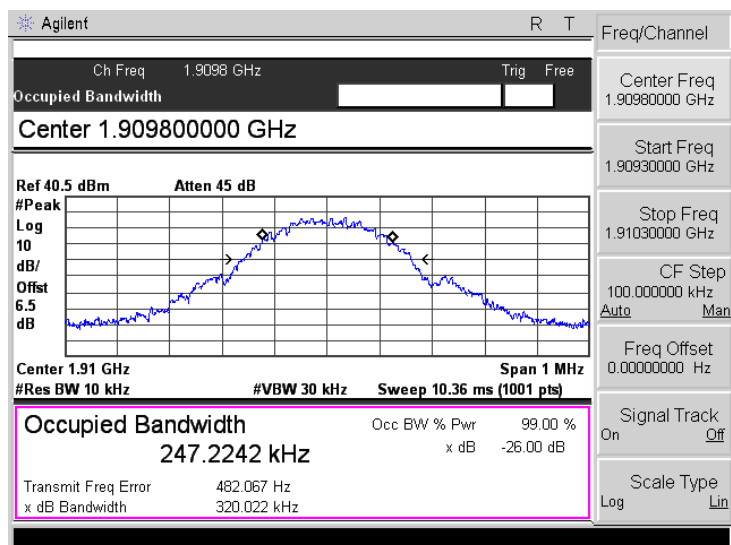 Agilent R T
Ch Freq 1.9098 GHz Trig Free
Occupied Bandwidth
Center 1.909800000 GHz
Ref 40.5 dBm Atten 45 dB
#Peak
Log
10
dB/
Offst
6.5
dB
Center 1.91 GHz Span 1 MHz
#Res BW 10 kHz #VBW 30 kHz Sweep 10.36 ms (1001 pts)
Occupied Bandwidth Occ BW % Pwr 99.00 %
247.2242 kHz x dB -26.00 dB
Transmit Freq Error 482.067 Hz
x dB Bandwidth 320.022 kHz
Freq/Channel
Center Freq
1.90980000 GHz
Start Freq
1.90930000 GHz
Stop Freq
1.91030000 GHz
CF Step
100.000000 kHz
Auto Man
Freq Offset
0.00000000 Hz
Signal Track
On Off
Scale Type
Log Lin